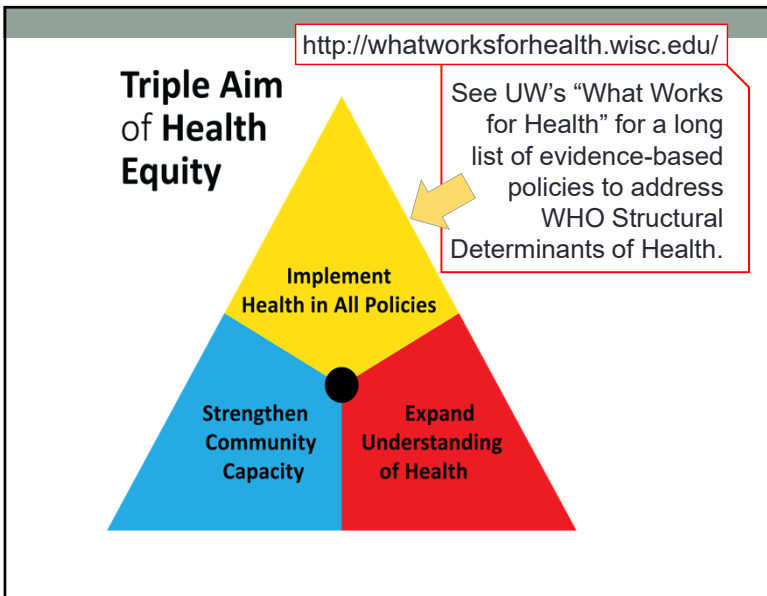 http://whatworksforhealth.wisc.edu/
Triple Aim
of Health
Equity
See UW's “What Works
for Health” for a long
list of evidence-based
policies to address
WHO Structural
Determinants of Health.
Implement
Health in All Policies
Strengthen
Community
Capacity
Expand
Understanding
of Health